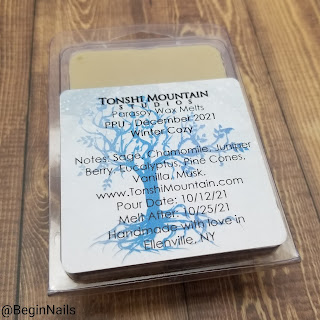 TONSHI MOUNTAIN
STUDIOS
Parasoy Wax Melts
PPU - December 2021
Winter Cozy
Notes: Sage, Chamomile, Juniper
Berry, Eucalyptus, Pine Cones,
Vanilla, Musk.
www.TonshiMountain.com
Pour Date: 10/12/21
Melt After: 10/25/21
Handmade with love in
Ellenville, NY
@BeginNails